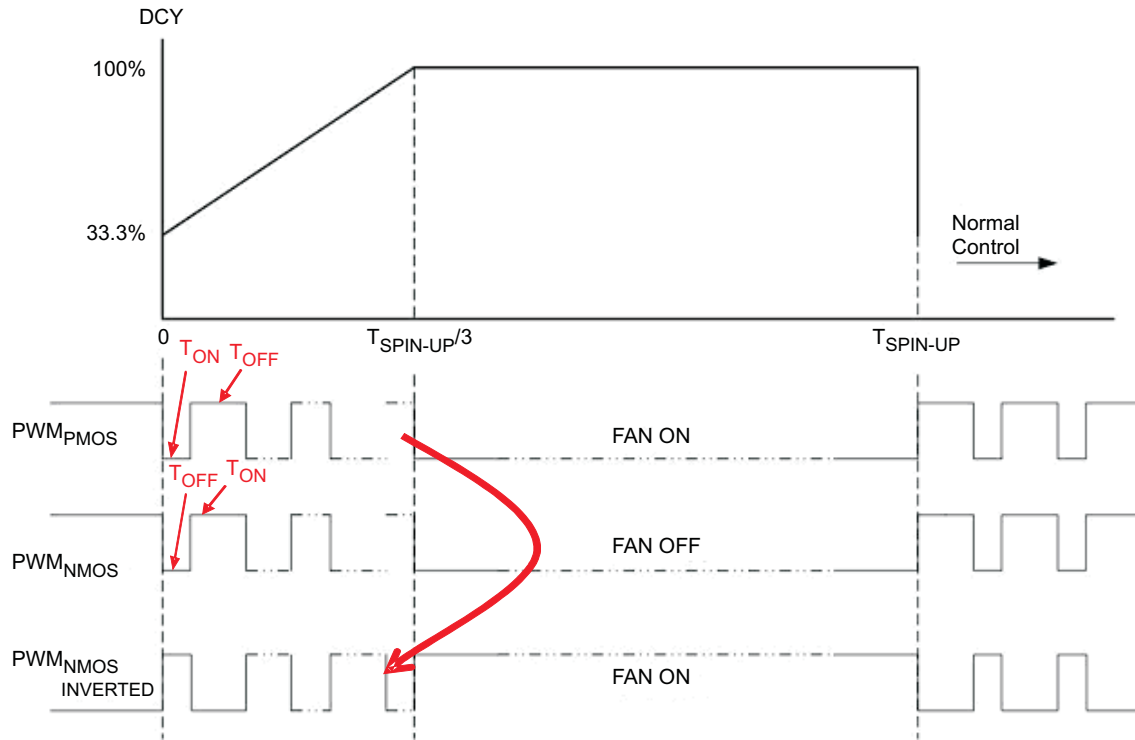 DCY
100%
33.3%
Normal
Control
0
TSPIN-UP/3
TSPIN-UP
TON
TOFF
PWMPMOS
FAN ON
TOFF
TON
PWMNMOS
FAN OFF
PWMNMOS
INVERTED
FAN ON